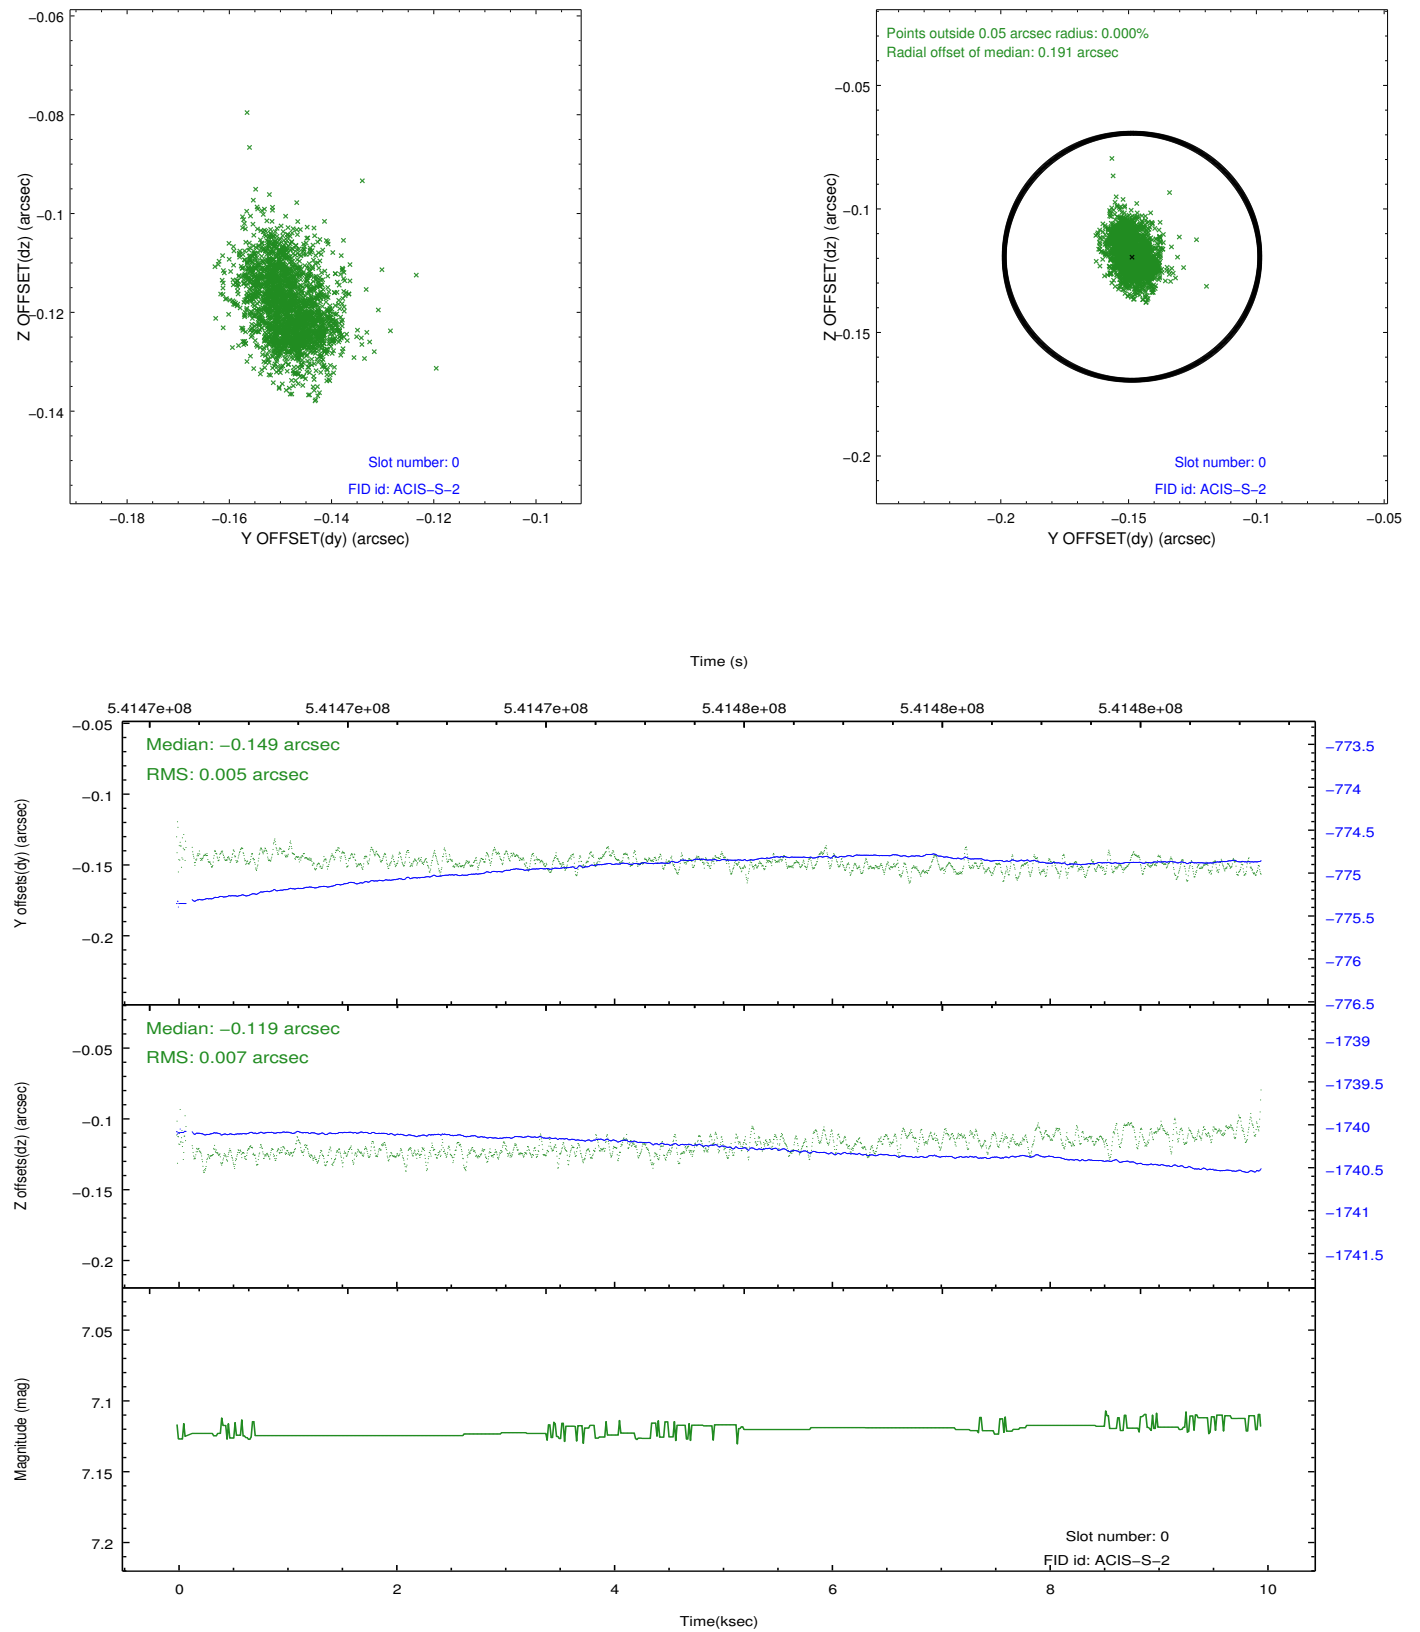 −0.06
−0.08
−0.1
−0.12
−0.14
Z OFFSET(dz) (arcsec)
Slot number: 0
FID id: ACIS−S−2
−0.18
−0.16
−0.14
−0.12
−0.1
Y OFFSET(dy) (arcsec)
Points outside 0.05 arcsec radius: 0.000%
Radial offset of median: 0.191 arcsec
−0.05
−0.1
−0.15
−0.2
Z OFFSET(dz) (arcsec)
Slot number: 0
FID id: ACIS−S−2
−0.2
−0.15
−0.1
−0.05
Y OFFSET(dy) (arcsec)
Time (s)
5.4147e+08
5.4147e+08
5.4147e+08
5.4148e+08
5.4148e+08
5.4148e+08
Median: −0.149 arcsec
RMS: 0.005 arcsec
−0.05
−0.1
−0.15
−0.2
Y offsets(dy) (arcsec)
−773.5
−774
−774.5
−775
−775.5
−776
−776.5
Median: −0.119 arcsec
RMS: 0.007 arcsec
−0.05
−0.1
−0.15
−0.2
Z offsets(dz) (arcsec)
−1739
−1739.5
−1740
−1740.5
−1741
−1741.5
7.05
7.1
7.15
7.2
Magnitude (mag)
Slot number: 0
FID id: ACIS−S−2
0
2
4
6
8
10
Time(ksec)